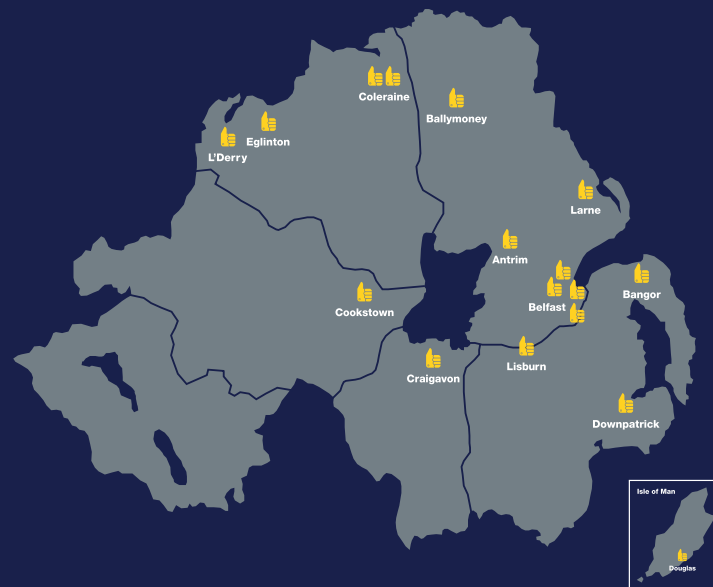 Coleraine
Ballymoney
Eglinton
L'Derry
Larne
Antrim
Belfast
Bangor
Cookstown
Craigavon
Lisburn
Downpatrick
Isle of Man
Douglas